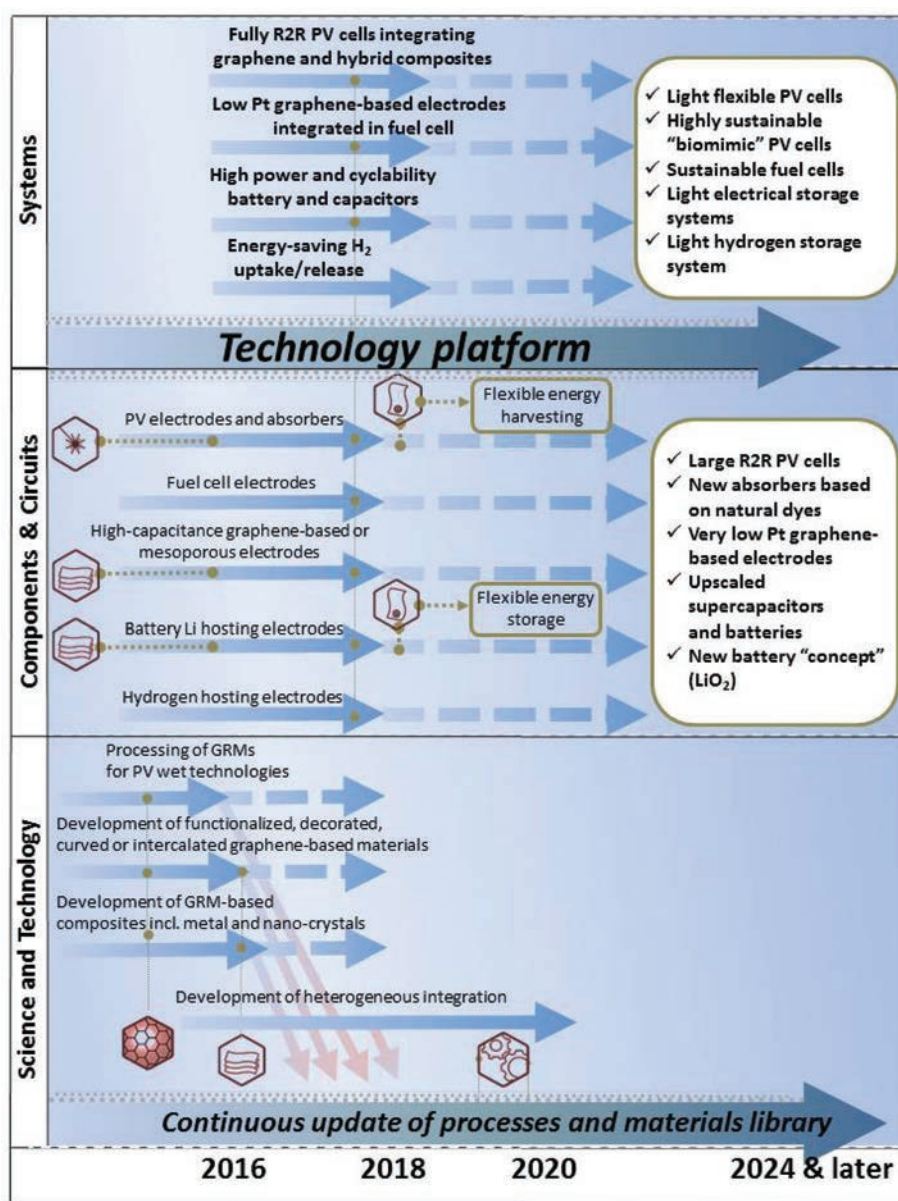 Systems
Fully R2R PV cells integrating
graphene and hybrid composites
Low Pt graphene-based electrodes
integrated in fuel cell
High power and cyclability
battery and capacitors
Energy-saving H₂
uptake/release
✓ Light flexible PV cells
✓ Highly sustainable
"biomimic" PV cells
✓ Sustainable fuel cells
✓ Light electrical storage
systems
✓ Light hydrogen storage
system
Technology platform
Components & Circuits
PV electrodes and absorbers
Flexible energy
harvesting
Fuel cell electrodes
High-capacitance graphene-based or
mesoporous electrodes
Flexible energy
storage
Battery Li hosting electrodes
Hydrogen hosting electrodes
✓ Large R2R PV cells
✓ New absorbers based
on natural dyes
✓ Very low Pt graphene-
based electrodes
✓ Upscaled
supercapacitors
and batteries
✓ New battery "concept"
(LiO₂)
Science and Technology
Processing of GRMs
for PV wet technologies
Development of functionalized, decorated,
curved or intercalated graphene-based materials
Development of GRM-based
composites incl. metal and nano-crystals
Development of heterogeneous integration
Continuous update of processes and materials library
2016 2018 2020 2024 & later